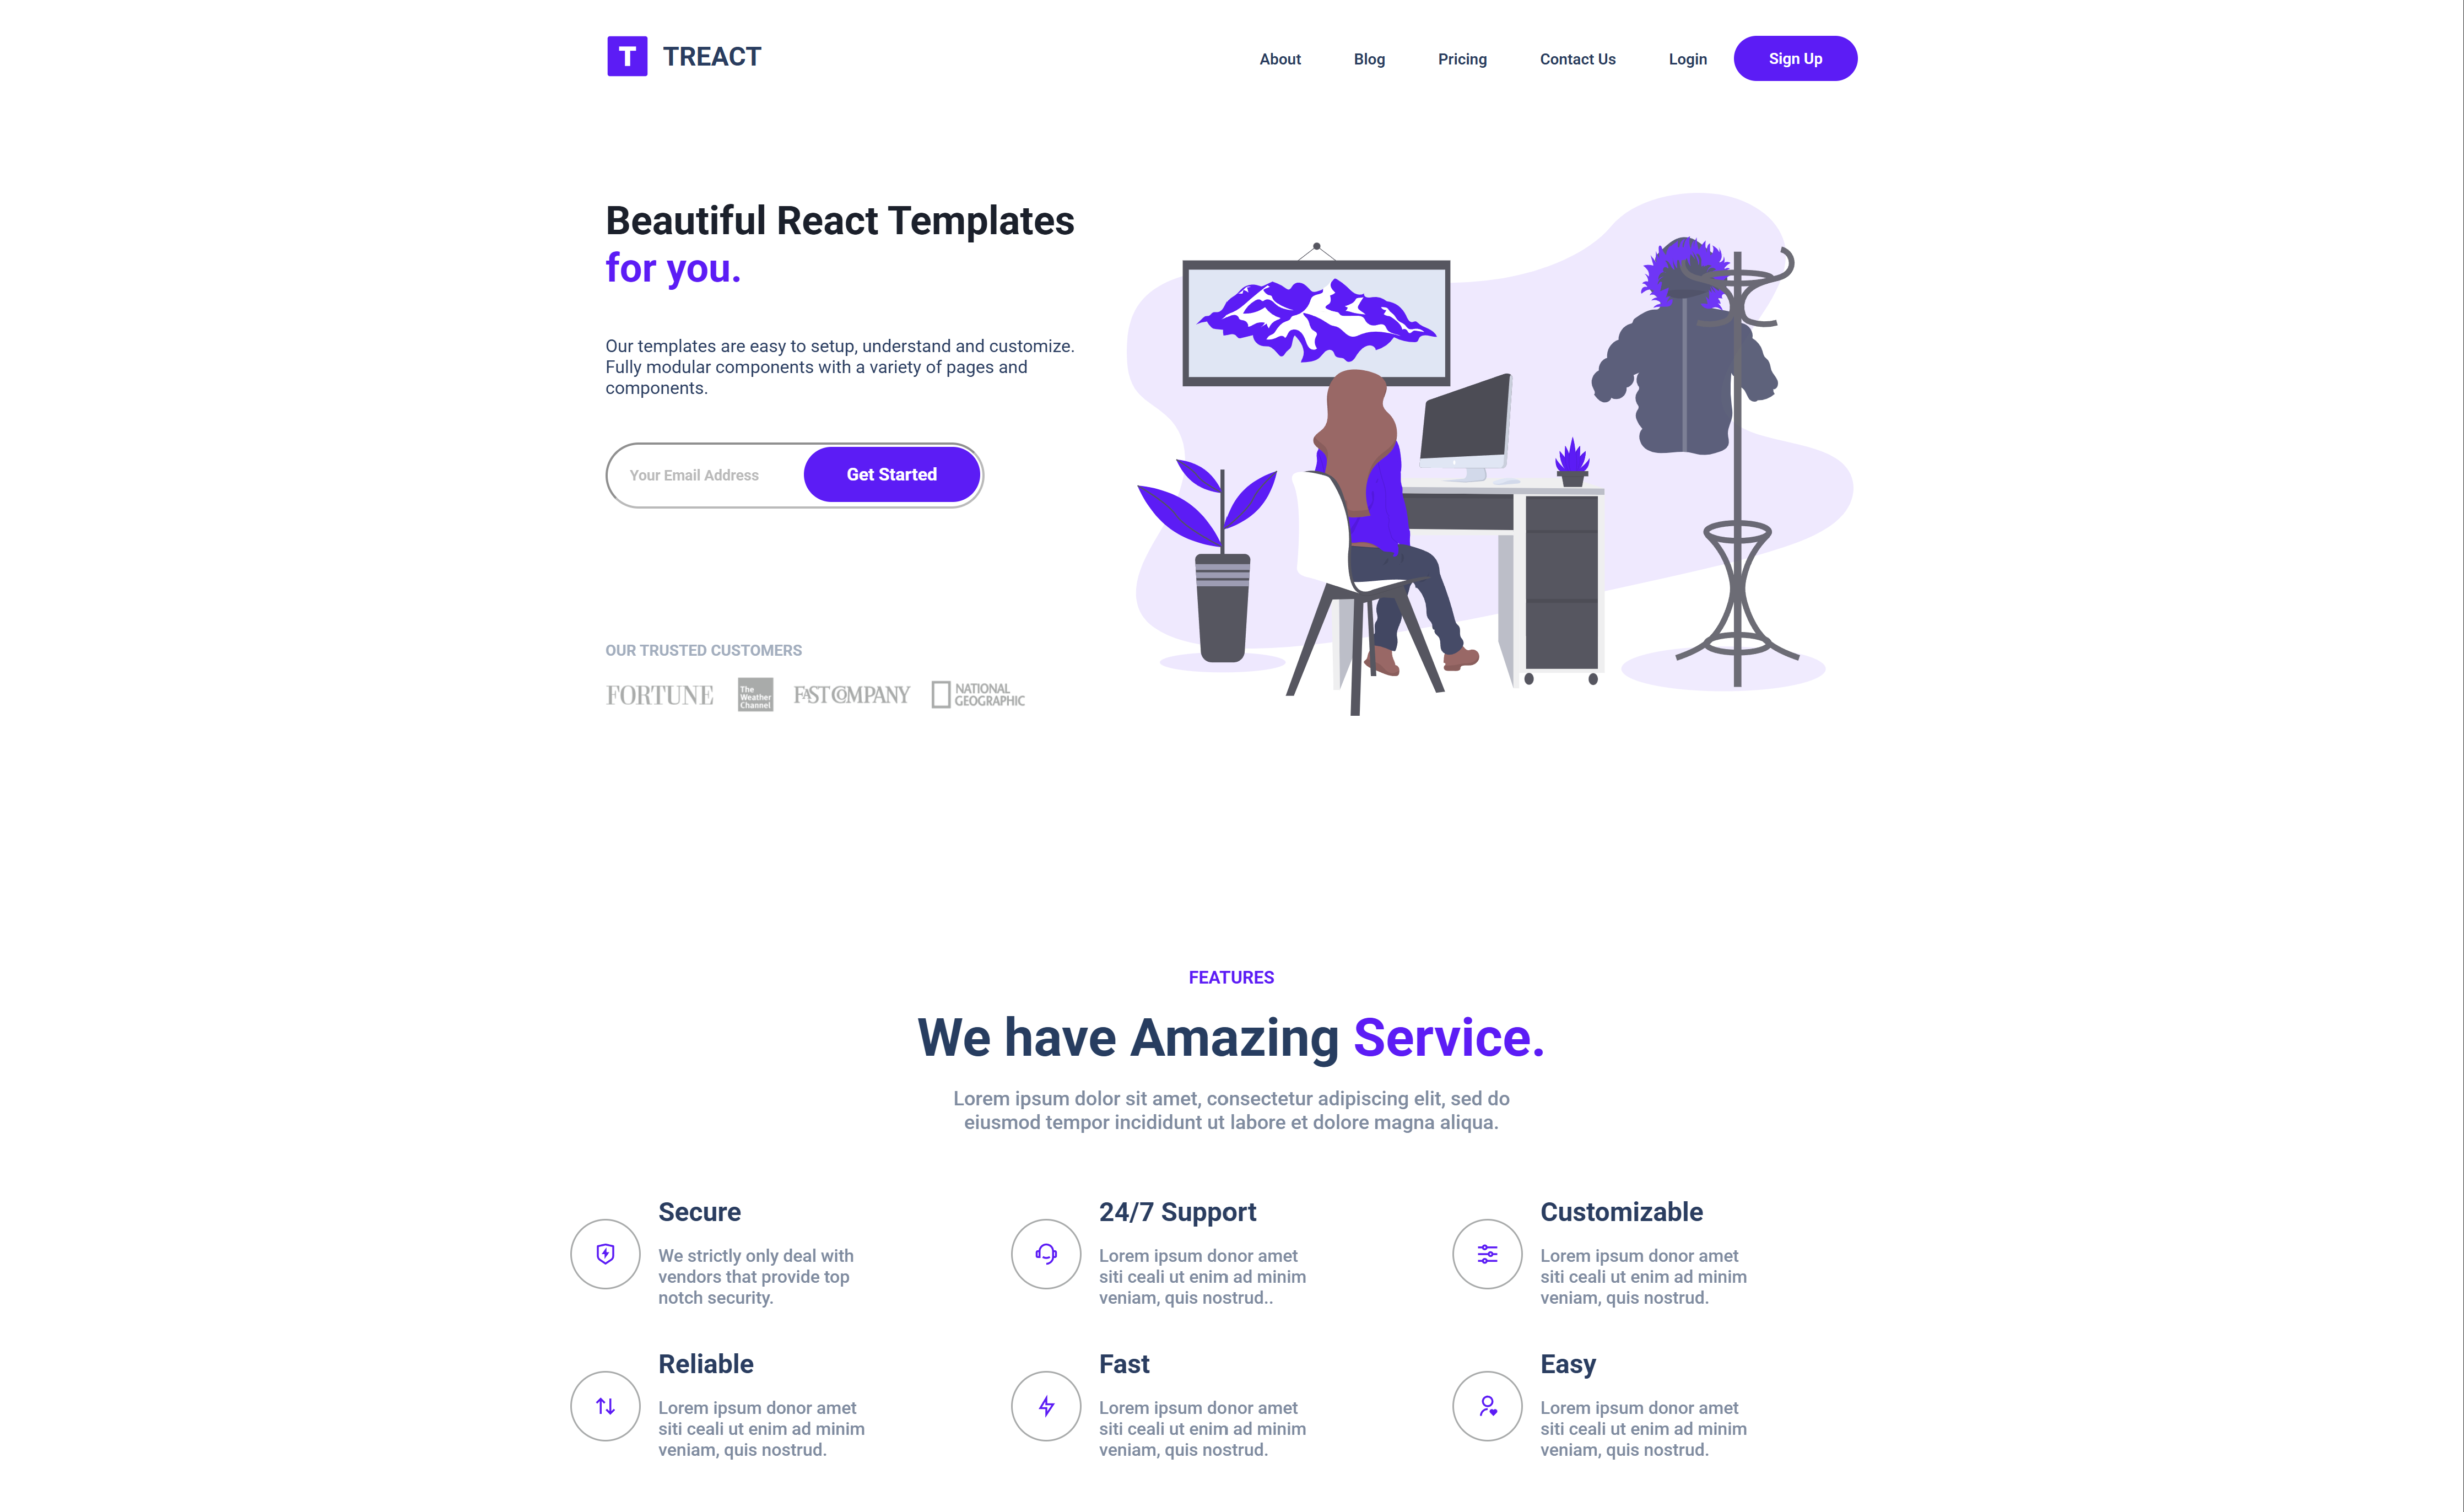 T TREACT
About Blog Pricing Contact Us Login Sign Up
Beautiful React Templates
for you.
Our templates are easy to setup, understand and customize.
Fully modular components with a variety of pages and
components.
Your Email Address Get Started
OUR TRUSTED CUSTOMERS
FORTUNE
The
Weather
Channel
FAST COMPANY
NATIONAL
GEOGRAPHIC
FEATURES
We have Amazing Service.
Lorem ipsum dolor sit amet, consectetur adipiscing elit, sed do
eiusmod tempor incididunt ut labore et dolore magna aliqua.
Secure
We strictly only deal with
vendors that provide top
notch security.
24/7 Support
Lorem ipsum donor amet
siti ceali ut enim ad minim
veniam, quis nostrud..
Customizable
Lorem ipsum donor amet
siti ceali ut enim ad minim
veniam, quis nostrud.
Reliable
Lorem ipsum donor amet
siti ceali ut enim ad minim
veniam, quis nostrud.
Fast
Lorem ipsum donor amet
siti ceali ut enim ad minim
veniam, quis nostrud.
Easy
Lorem ipsum donor amet
siti ceali ut enim ad minim
veniam, quis nostrud.